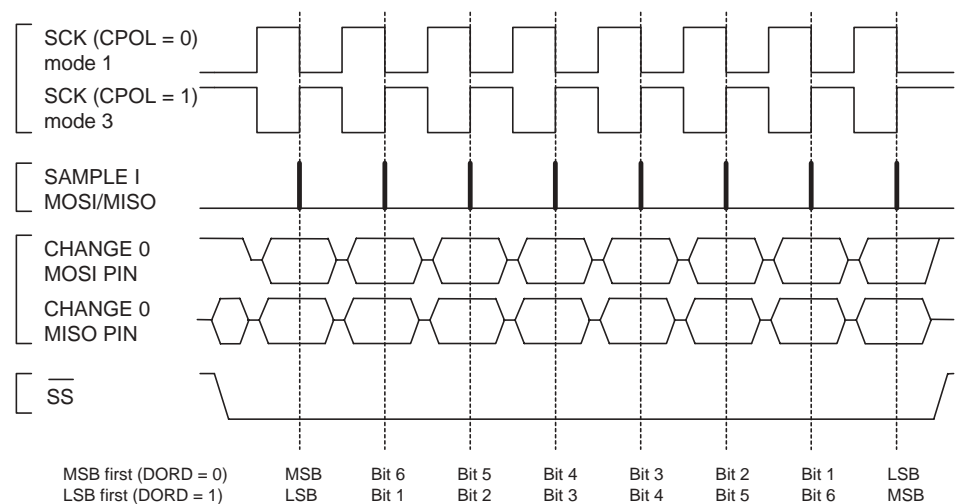 SCK (CPOL = 0)
mode 1
SCK (CPOL = 1)
mode 3
SAMPLE I
MOSI/MISO
CHANGE 0
MOSI PIN
CHANGE 0
MISO PIN
SS
MSB first (DORD = 0) MSB Bit 6 Bit 5 Bit 4 Bit 3 Bit 2 Bit 1 LSB
LSB first (DORD = 1) LSB Bit 1 Bit 2 Bit 3 Bit 4 Bit 5 Bit 6 MSB